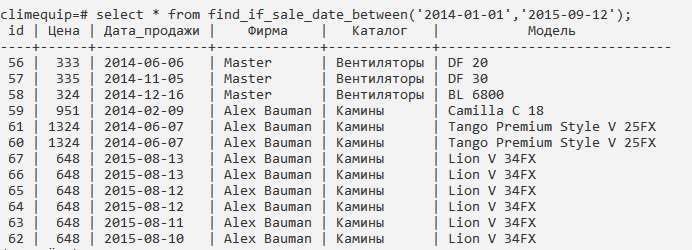 climequip=# select * from find_if_sale_date_between('2014-01-01','2015-09-12');
 id | Цена | Дата_продажи |    Фирма    |   Каталог   |            Модель
----+------+--------------+-------------+-------------+------------------------------
 56 |  333 | 2014-06-06   | Master      | Вентиляторы | DF 20
 57 |  335 | 2014-11-05   | Master      | Вентиляторы | DF 30
 58 |  324 | 2014-12-16   | Master      | Вентиляторы | BL 6800
 59 |  951 | 2014-02-09   | Alex Bauman | Камины      | Camilla C 18
 61 | 1324 | 2014-06-07   | Alex Bauman | Камины      | Tango Premium Style V 25FX
 60 | 1324 | 2014-06-07   | Alex Bauman | Камины      | Tango Premium Style V 25FX
 67 |  648 | 2015-08-13   | Alex Bauman | Камины      | Lion V 34FX
 66 |  648 | 2015-08-13   | Alex Bauman | Камины      | Lion V 34FX
 65 |  648 | 2015-08-12   | Alex Bauman | Камины      | Lion V 34FX
 64 |  648 | 2015-08-12   | Alex Bauman | Камины      | Lion V 34FX
 63 |  648 | 2015-08-11   | Alex Bauman | Камины      | Lion V 34FX
 62 |  648 | 2015-08-10   | Alex Bauman | Камины      | Lion V 34FX